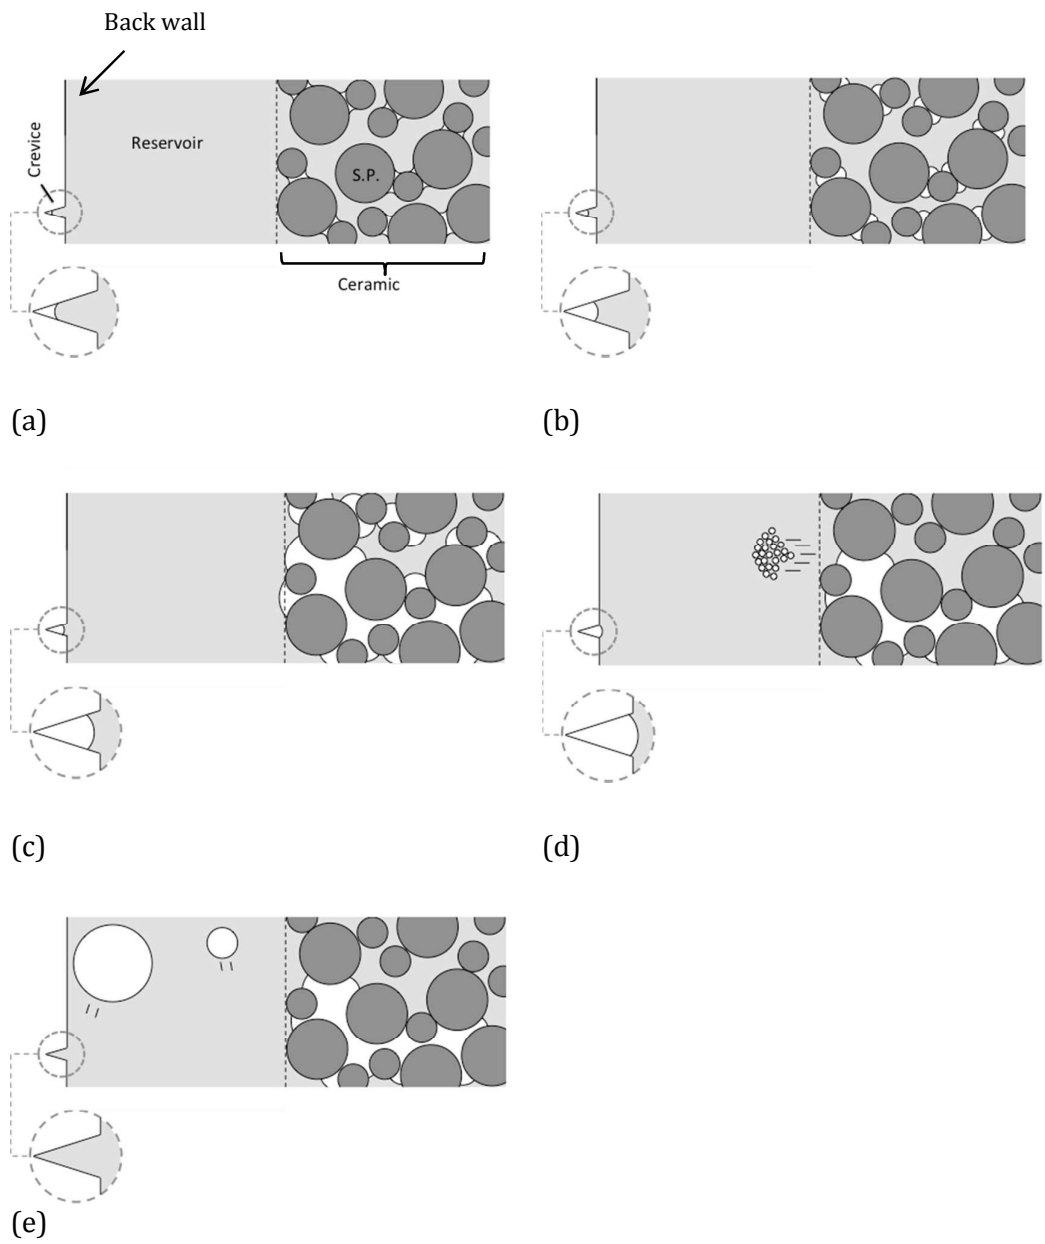 Back wall
Crevice
Reservoir
S.P.
Ceramic
(a)
(b)
(c)
(d)
(e)